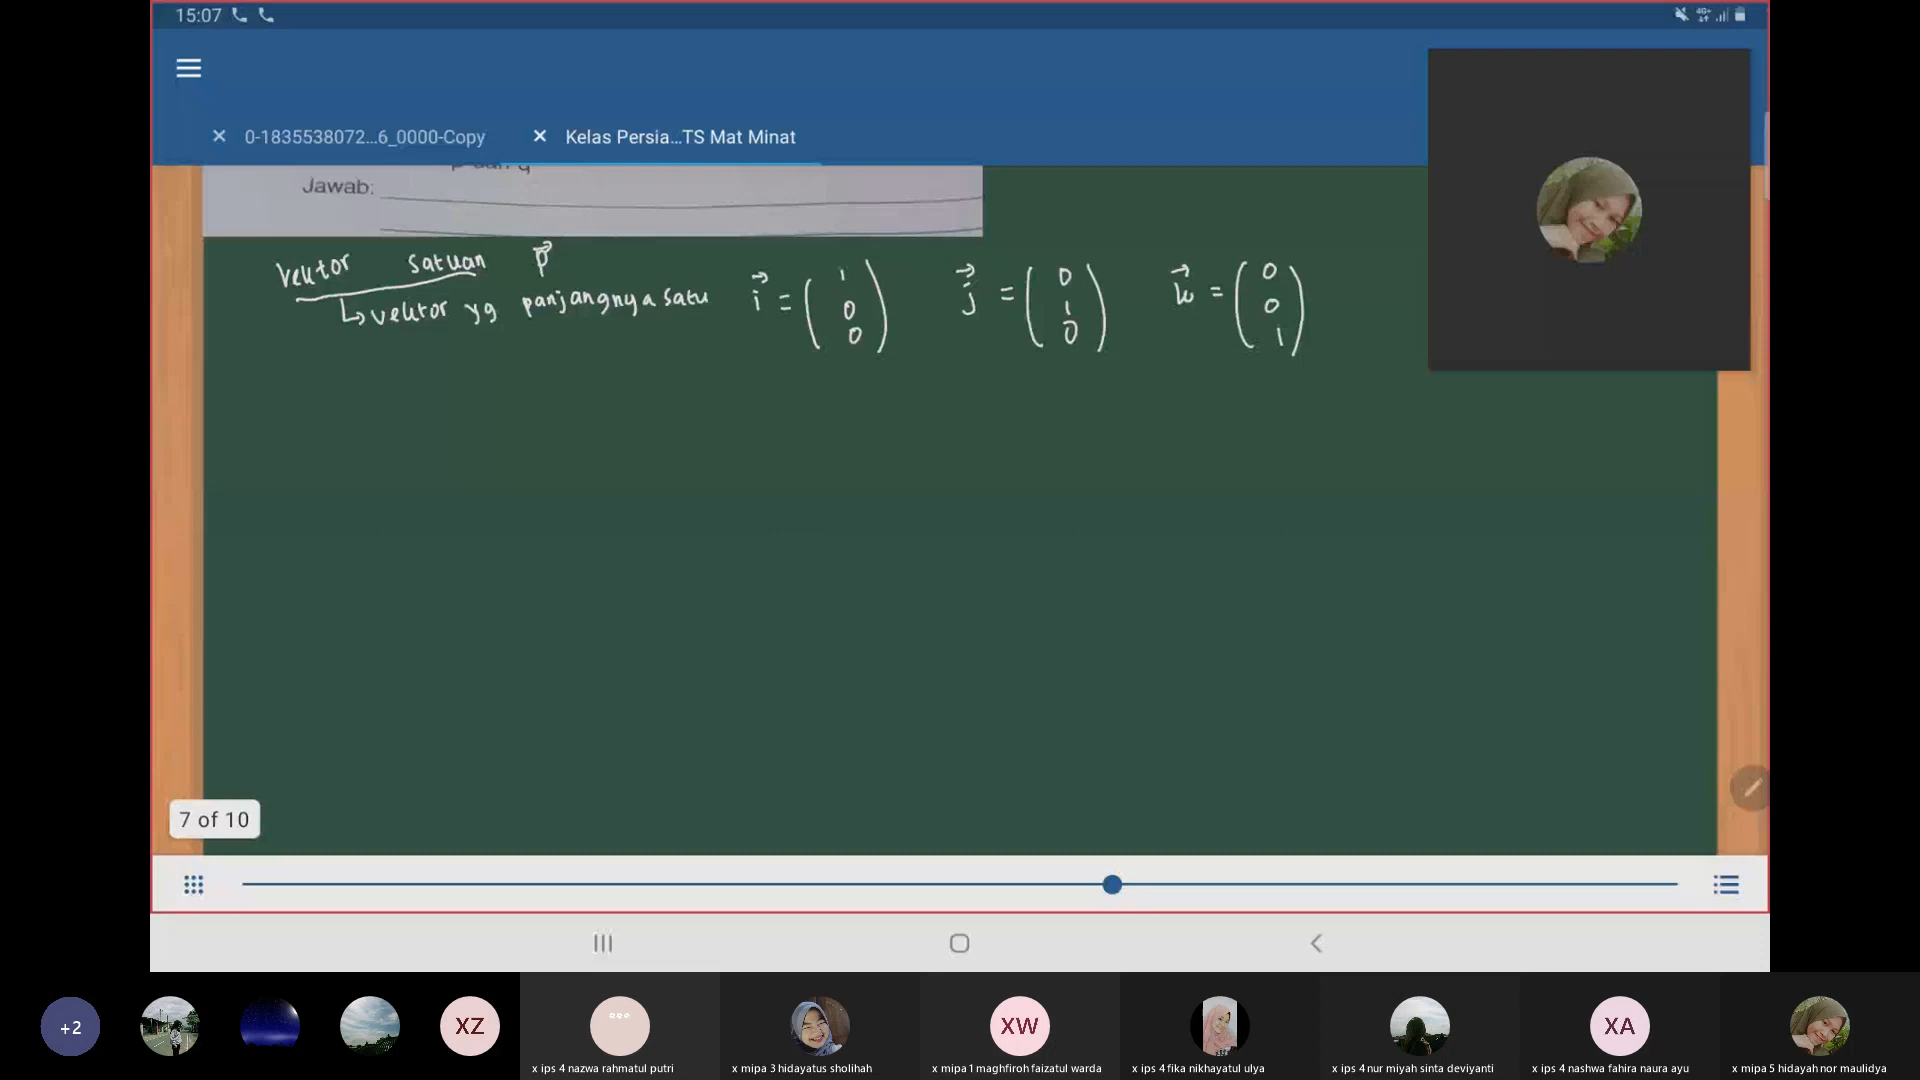 15:07
4G+
0-1835538072...6_0000-Copy
Kelas Persia...TS Mat Minat
Jawab:
Vektor satuan p⃗
↳ vektor yg panjangnya satu
i⃗ = (1 0 0)
j⃗ = (0 1 0)
k⃗ = (0 0 1)
7 of 10
+2
XZ
XW
XA
x ips 4 nazwa rahmatul putri
x mipa 3 hidayatus sholihah
x mipa 1 maghfiroh faizatul warda
x ips 4 fika nikhayatul ulya
x ips 4 nur miyah sinta deviyanti
x ips 4 nashwa fahira naura ayu
x mipa 5 hidayah nor maulidya